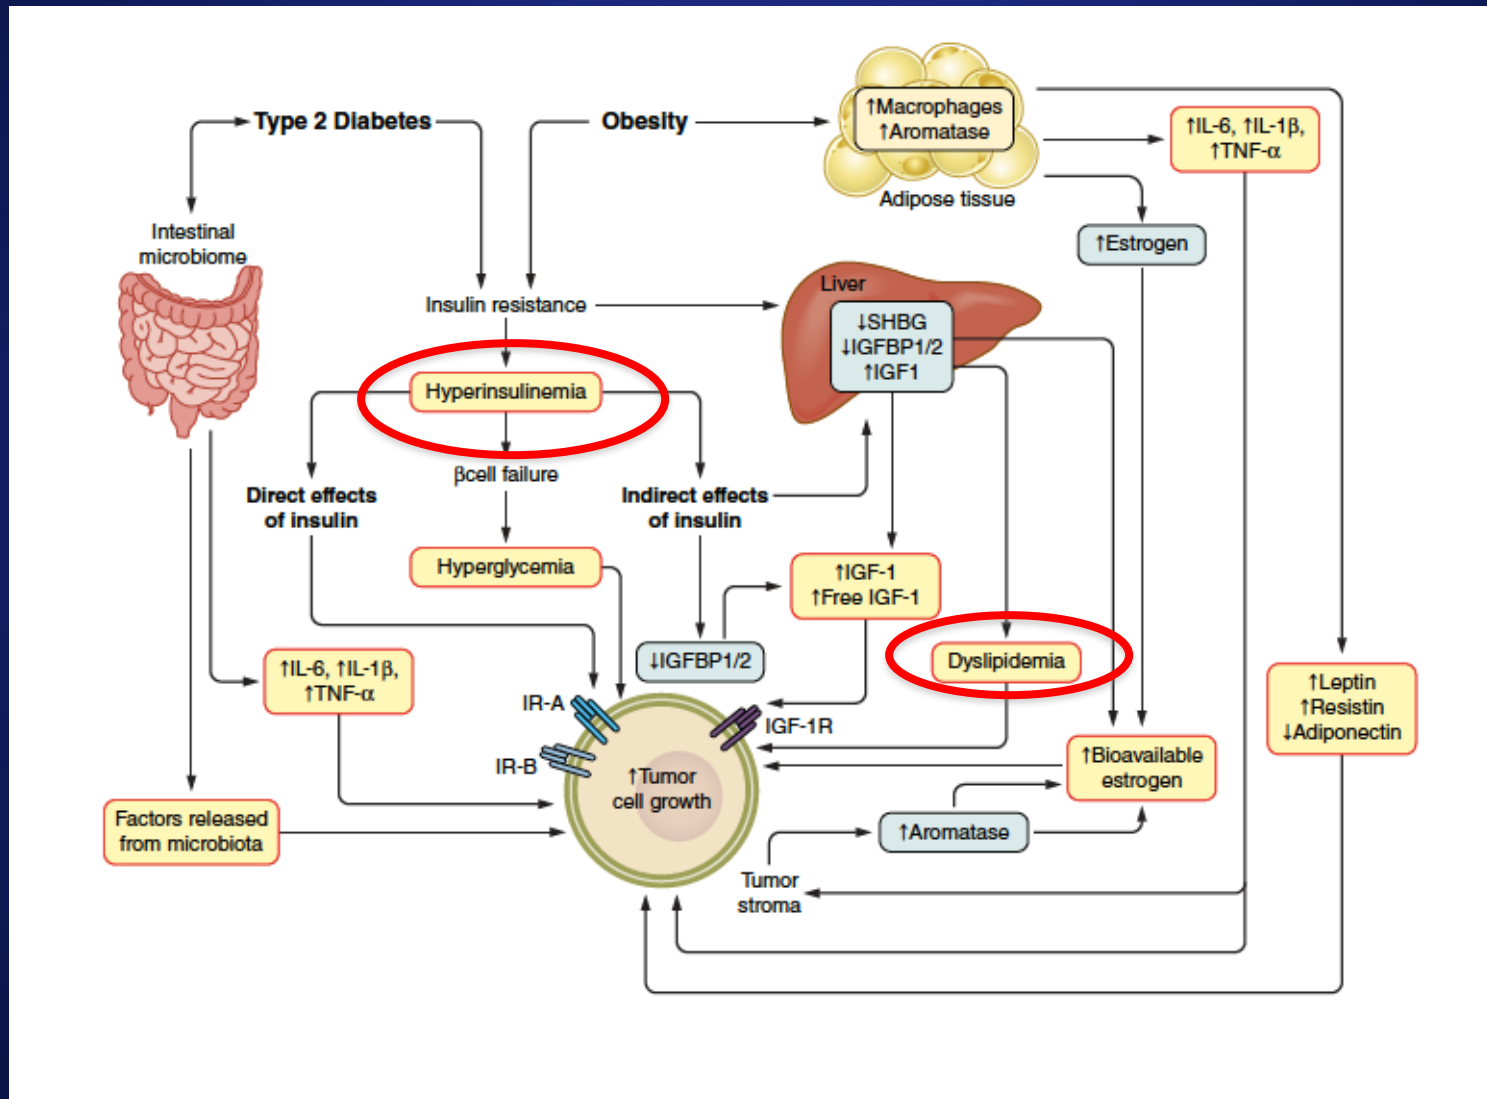 Type 2 Diabetes
Obesity
↑Macrophages
↑Aromatase
Adipose tissue
↑IL-6, ↑IL-1β,
↑TNF-α
↑Estrogen
Intestinal
microbiome
Insulin resistance
Liver
↓SHBG
↓IGFBP1/2
↑IGF1
Hyperinsulinemia
βcell failure
Direct effects
of insulin
Indirect effects
of insulin
Hyperglycemia
↑IGF-1
↑Free IGF-1
↓IGFBP1/2
Dyslipidemia
↑IL-6, ↑IL-1β,
↑TNF-α
↑Leptin
↑Resistin
↓Adiponectin
IR-A
IGF-1R
IR-B
↑Tumor
cell growth
↑Bioavailable
estrogen
Factors released
from microbiota
↑Aromatase
Tumor
stroma